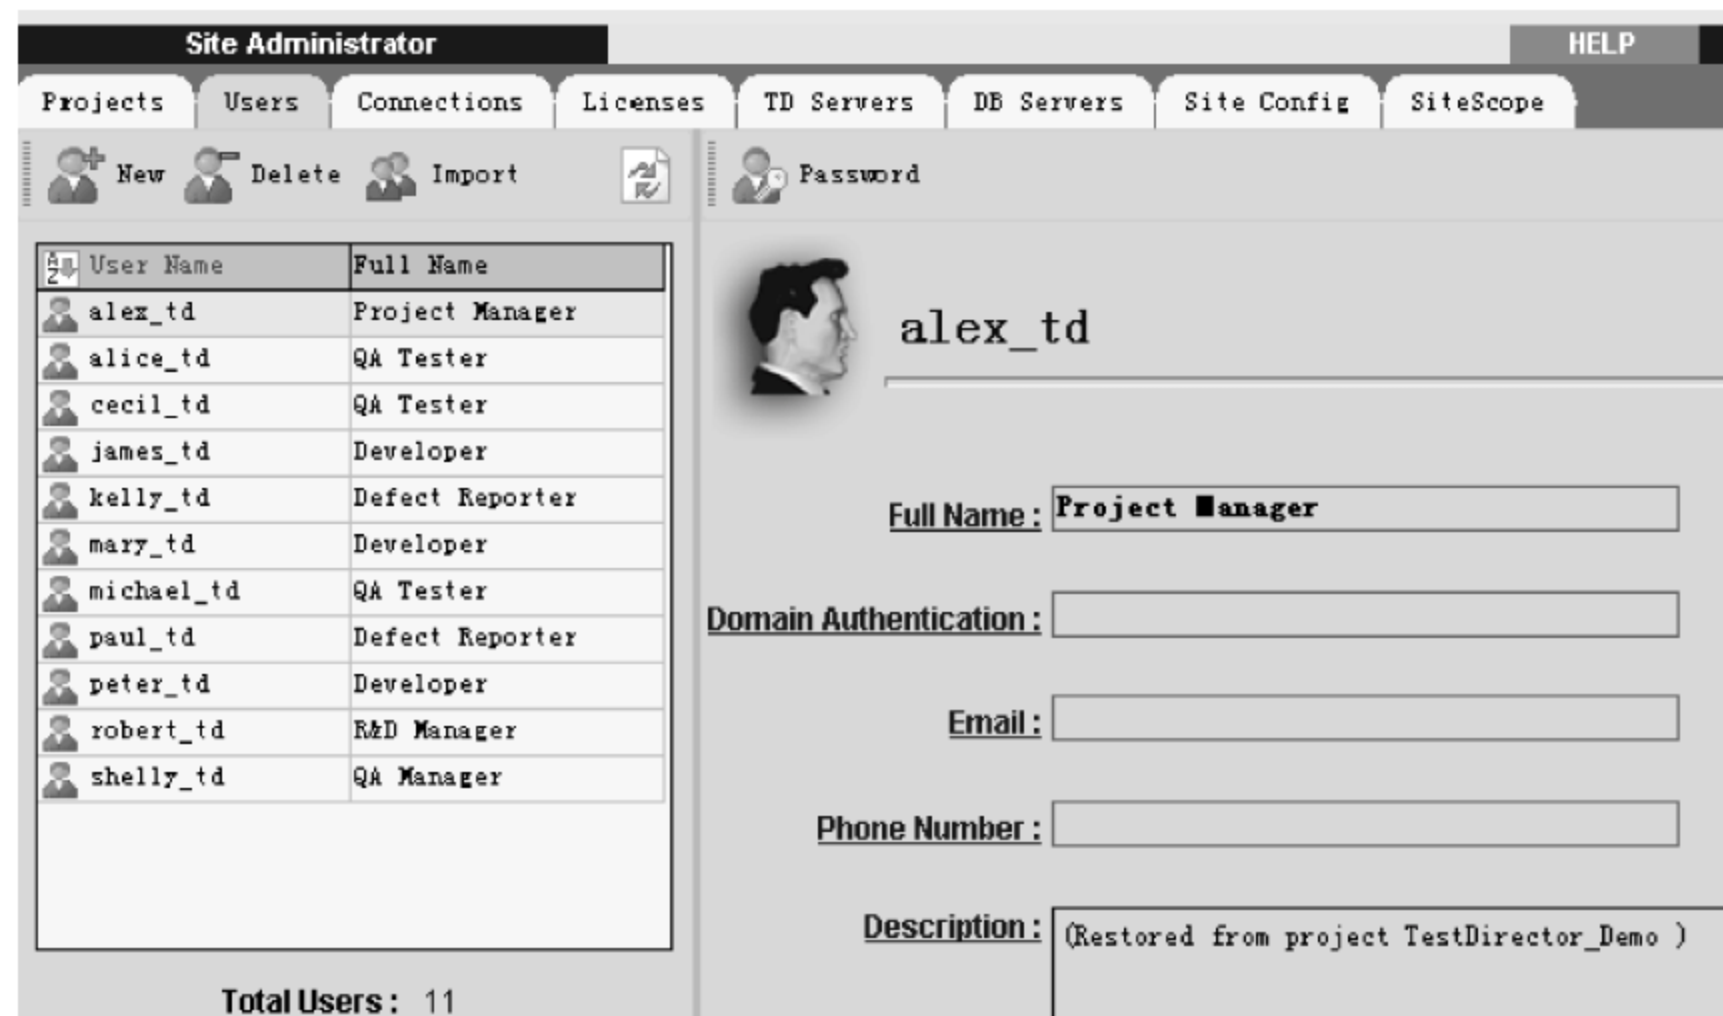 Site Administrator HELP
Projects Users Connections Licenses TD Servers DB Servers Site Config SiteScope
New Delete Import Password
User Name Full Name
alex_td Project Manager
alice_td QA Tester
cecil_td QA Tester
james_td Developer
kelly_td Defect Reporter
mary_td Developer
michael_td QA Tester
paul_td Defect Reporter
peter_td Developer
robert_td R&D Manager
shelly_td QA Manager
Total Users : 11
alex_td
Full Name : Project Manager
Domain Authentication :
Email :
Phone Number :
Description : (Restored from project TestDirector_Demo )